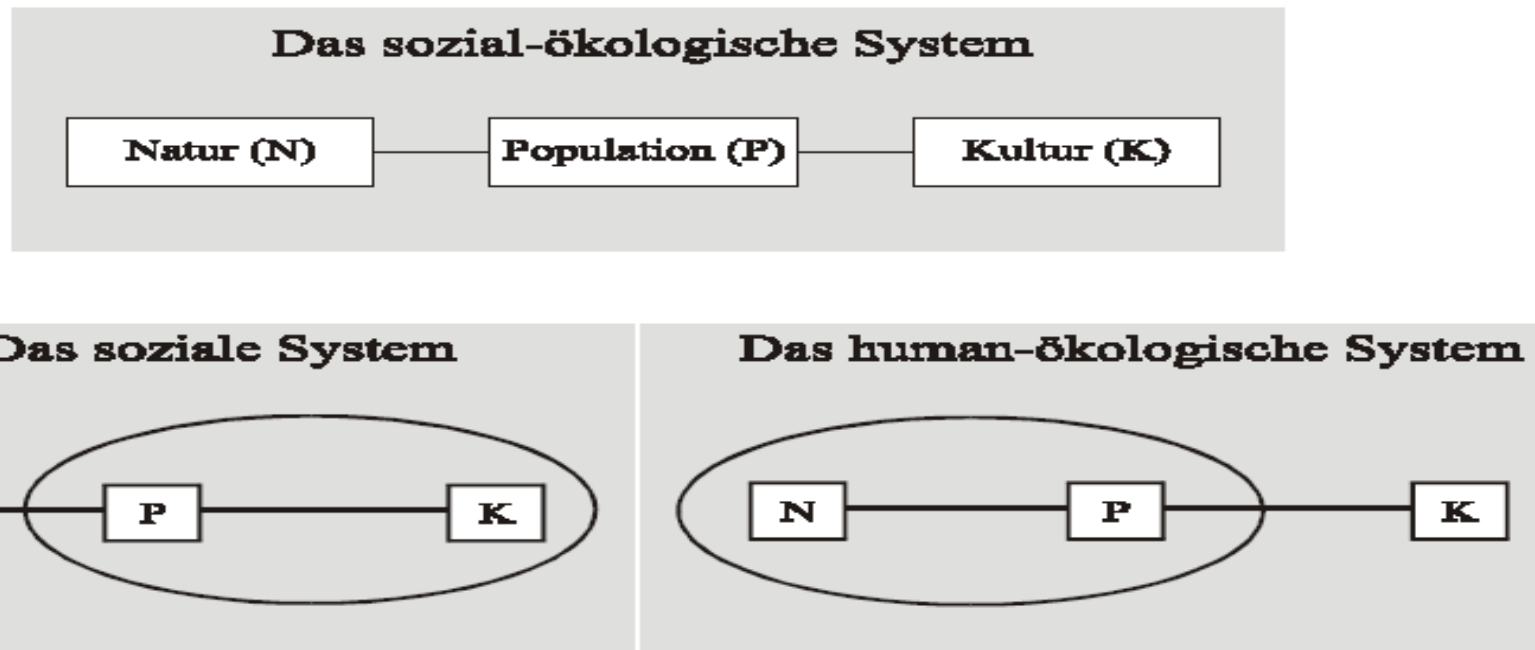 Das sozial-ökologische System
Natur (N) Population (P) Kultur (K)
Das soziale System
P K
Das human-ökologische System
N P K